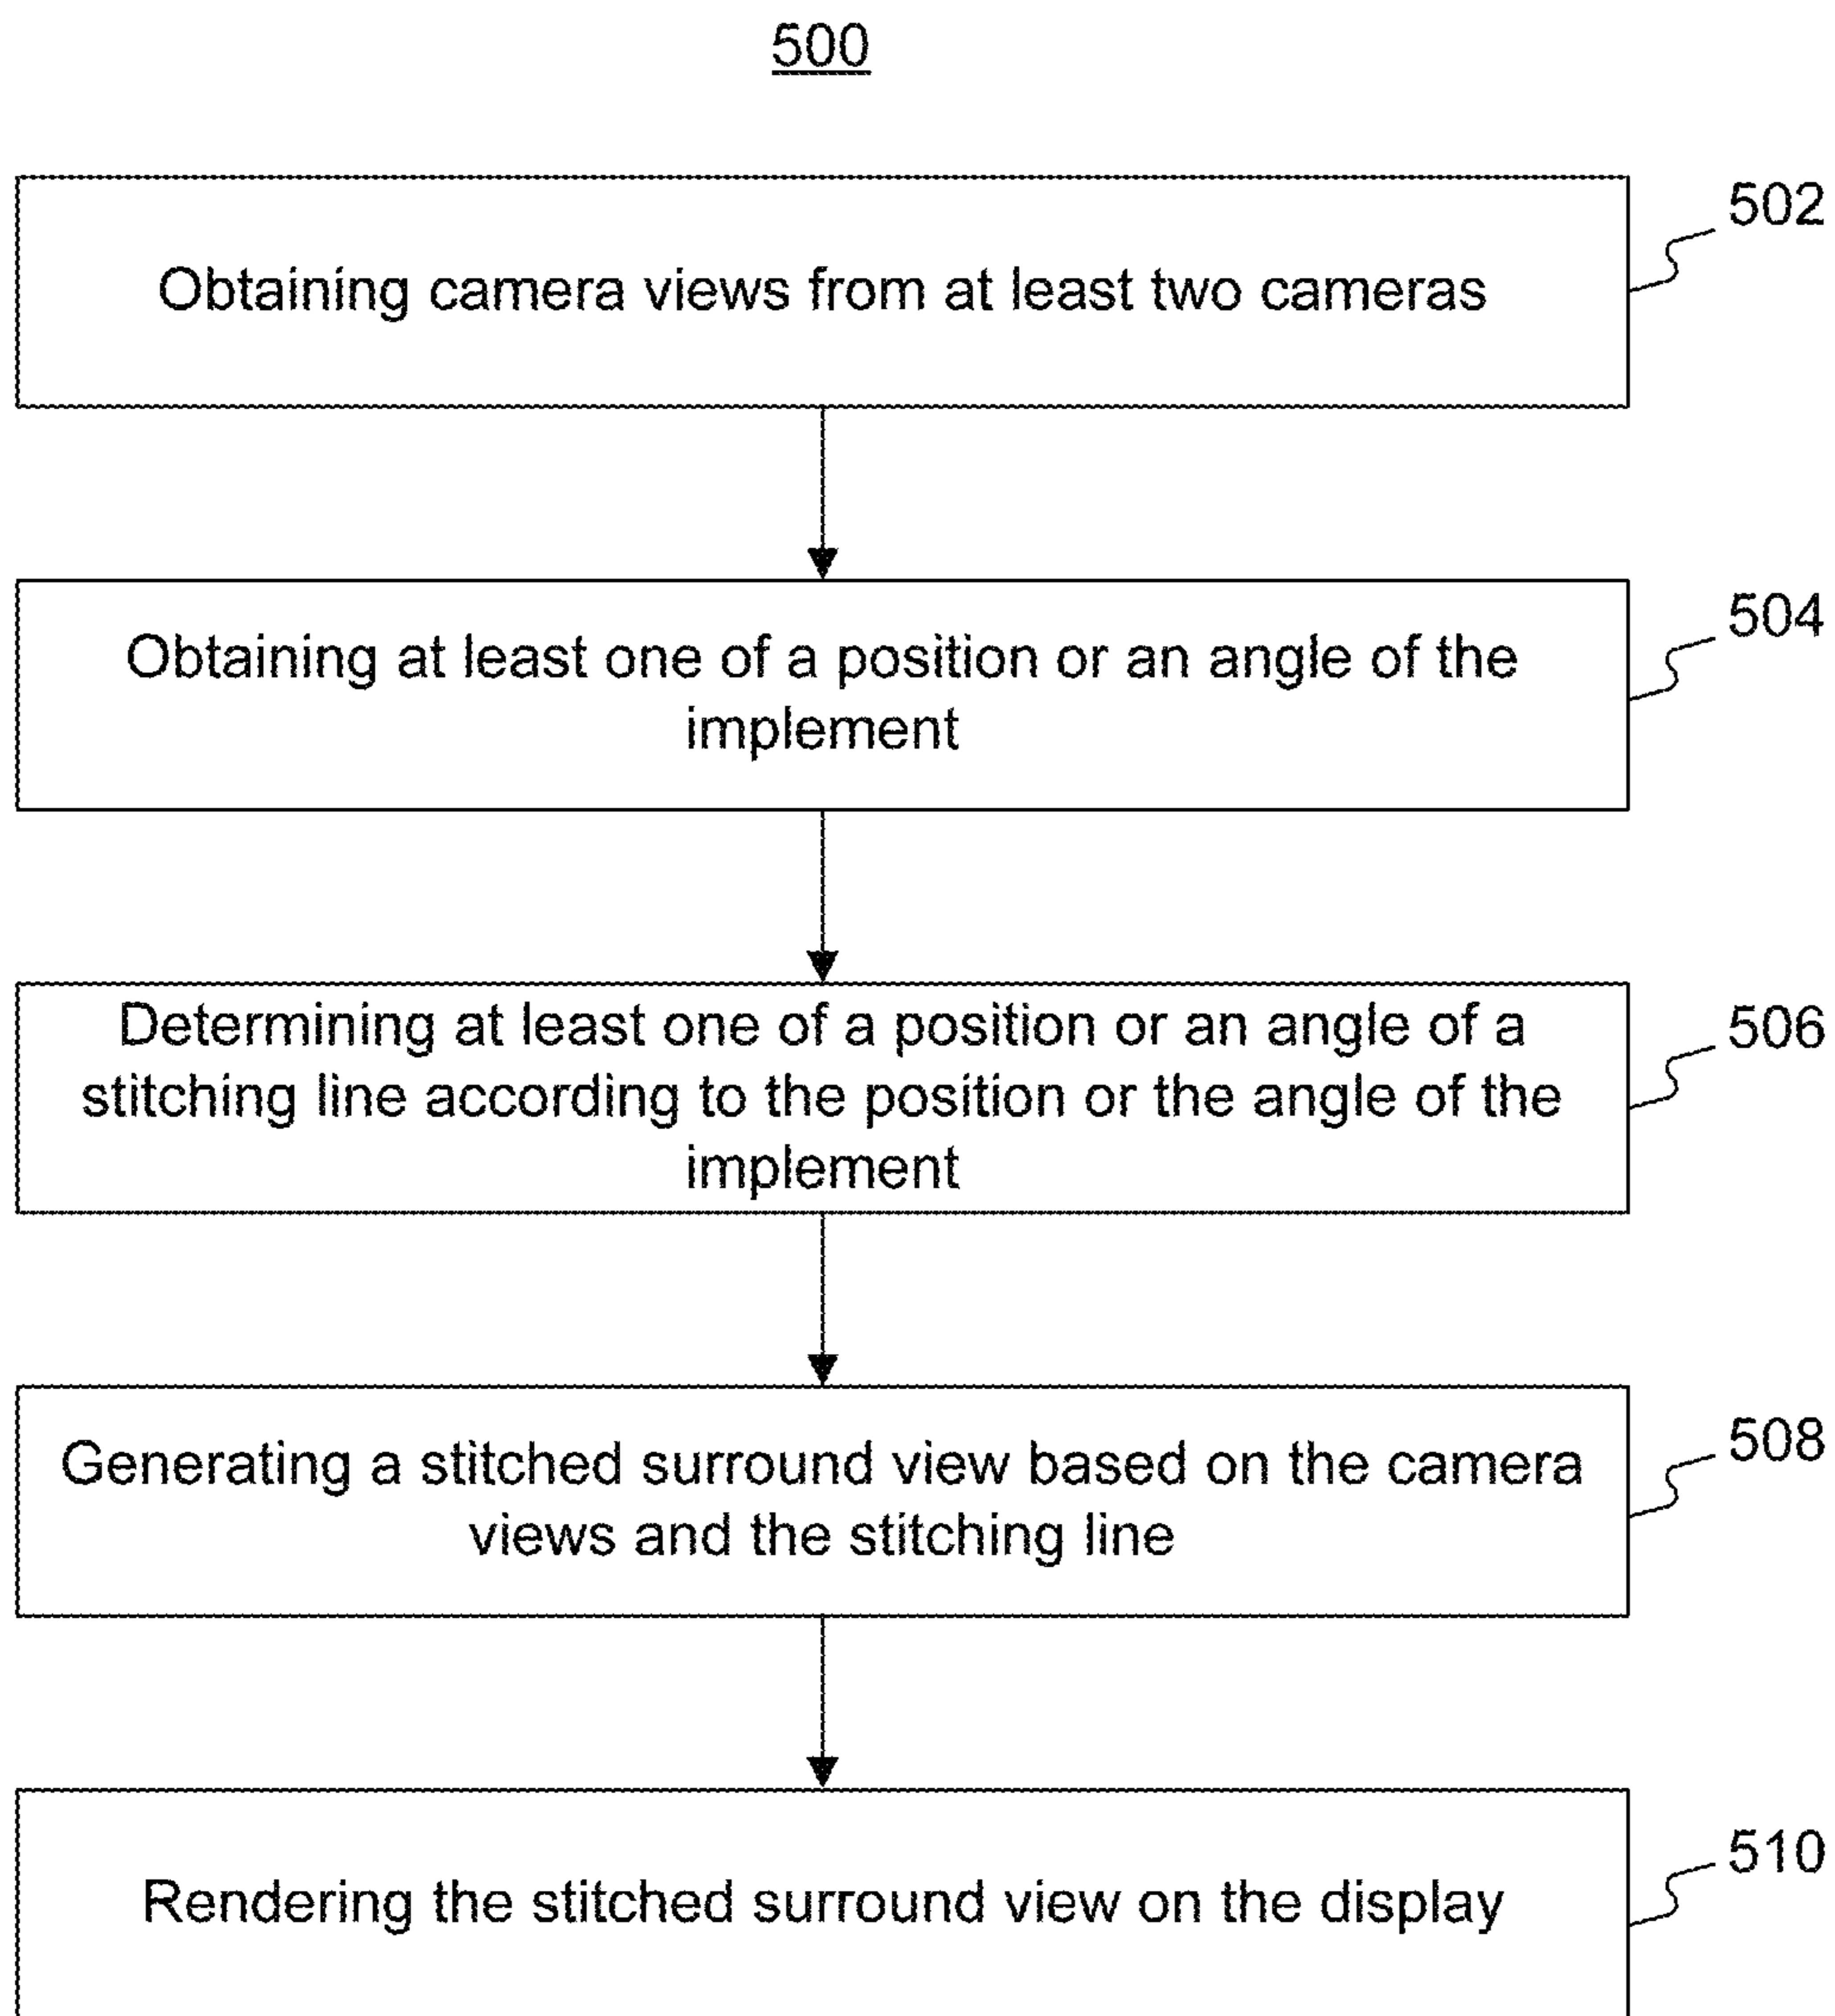 500
502
Obtaining camera views from at least two cameras
504
Obtaining at least one of a position or an angle of the
implement
506
Determining at least one of a position or an angle of a
stitching line according to the position or the angle of the
implement
508
Generating a stitched surround view based on the camera
views and the stitching line
510
Rendering the stitched surround view on the display